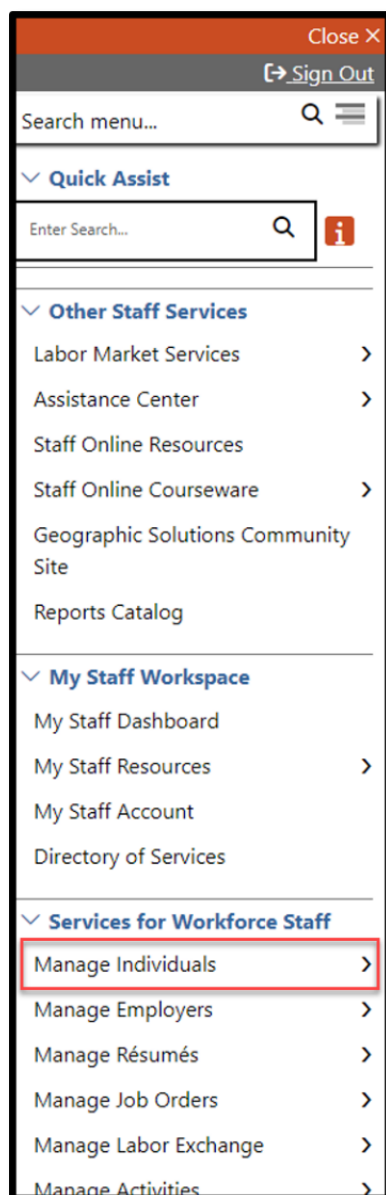 Close ×
Sign Out
Search menu...
Quick Assist
Enter Search...
i
Other Staff Services
Labor Market Services
Assistance Center
Staff Online Resources
Staff Online Courseware
Geographic Solutions Community
Site
Reports Catalog
My Staff Workspace
My Staff Dashboard
My Staff Resources
My Staff Account
Directory of Services
Services for Workforce Staff
Manage Individuals
Manage Employers
Manage Résumés
Manage Job Orders
Manage Labor Exchange
Manage Activities